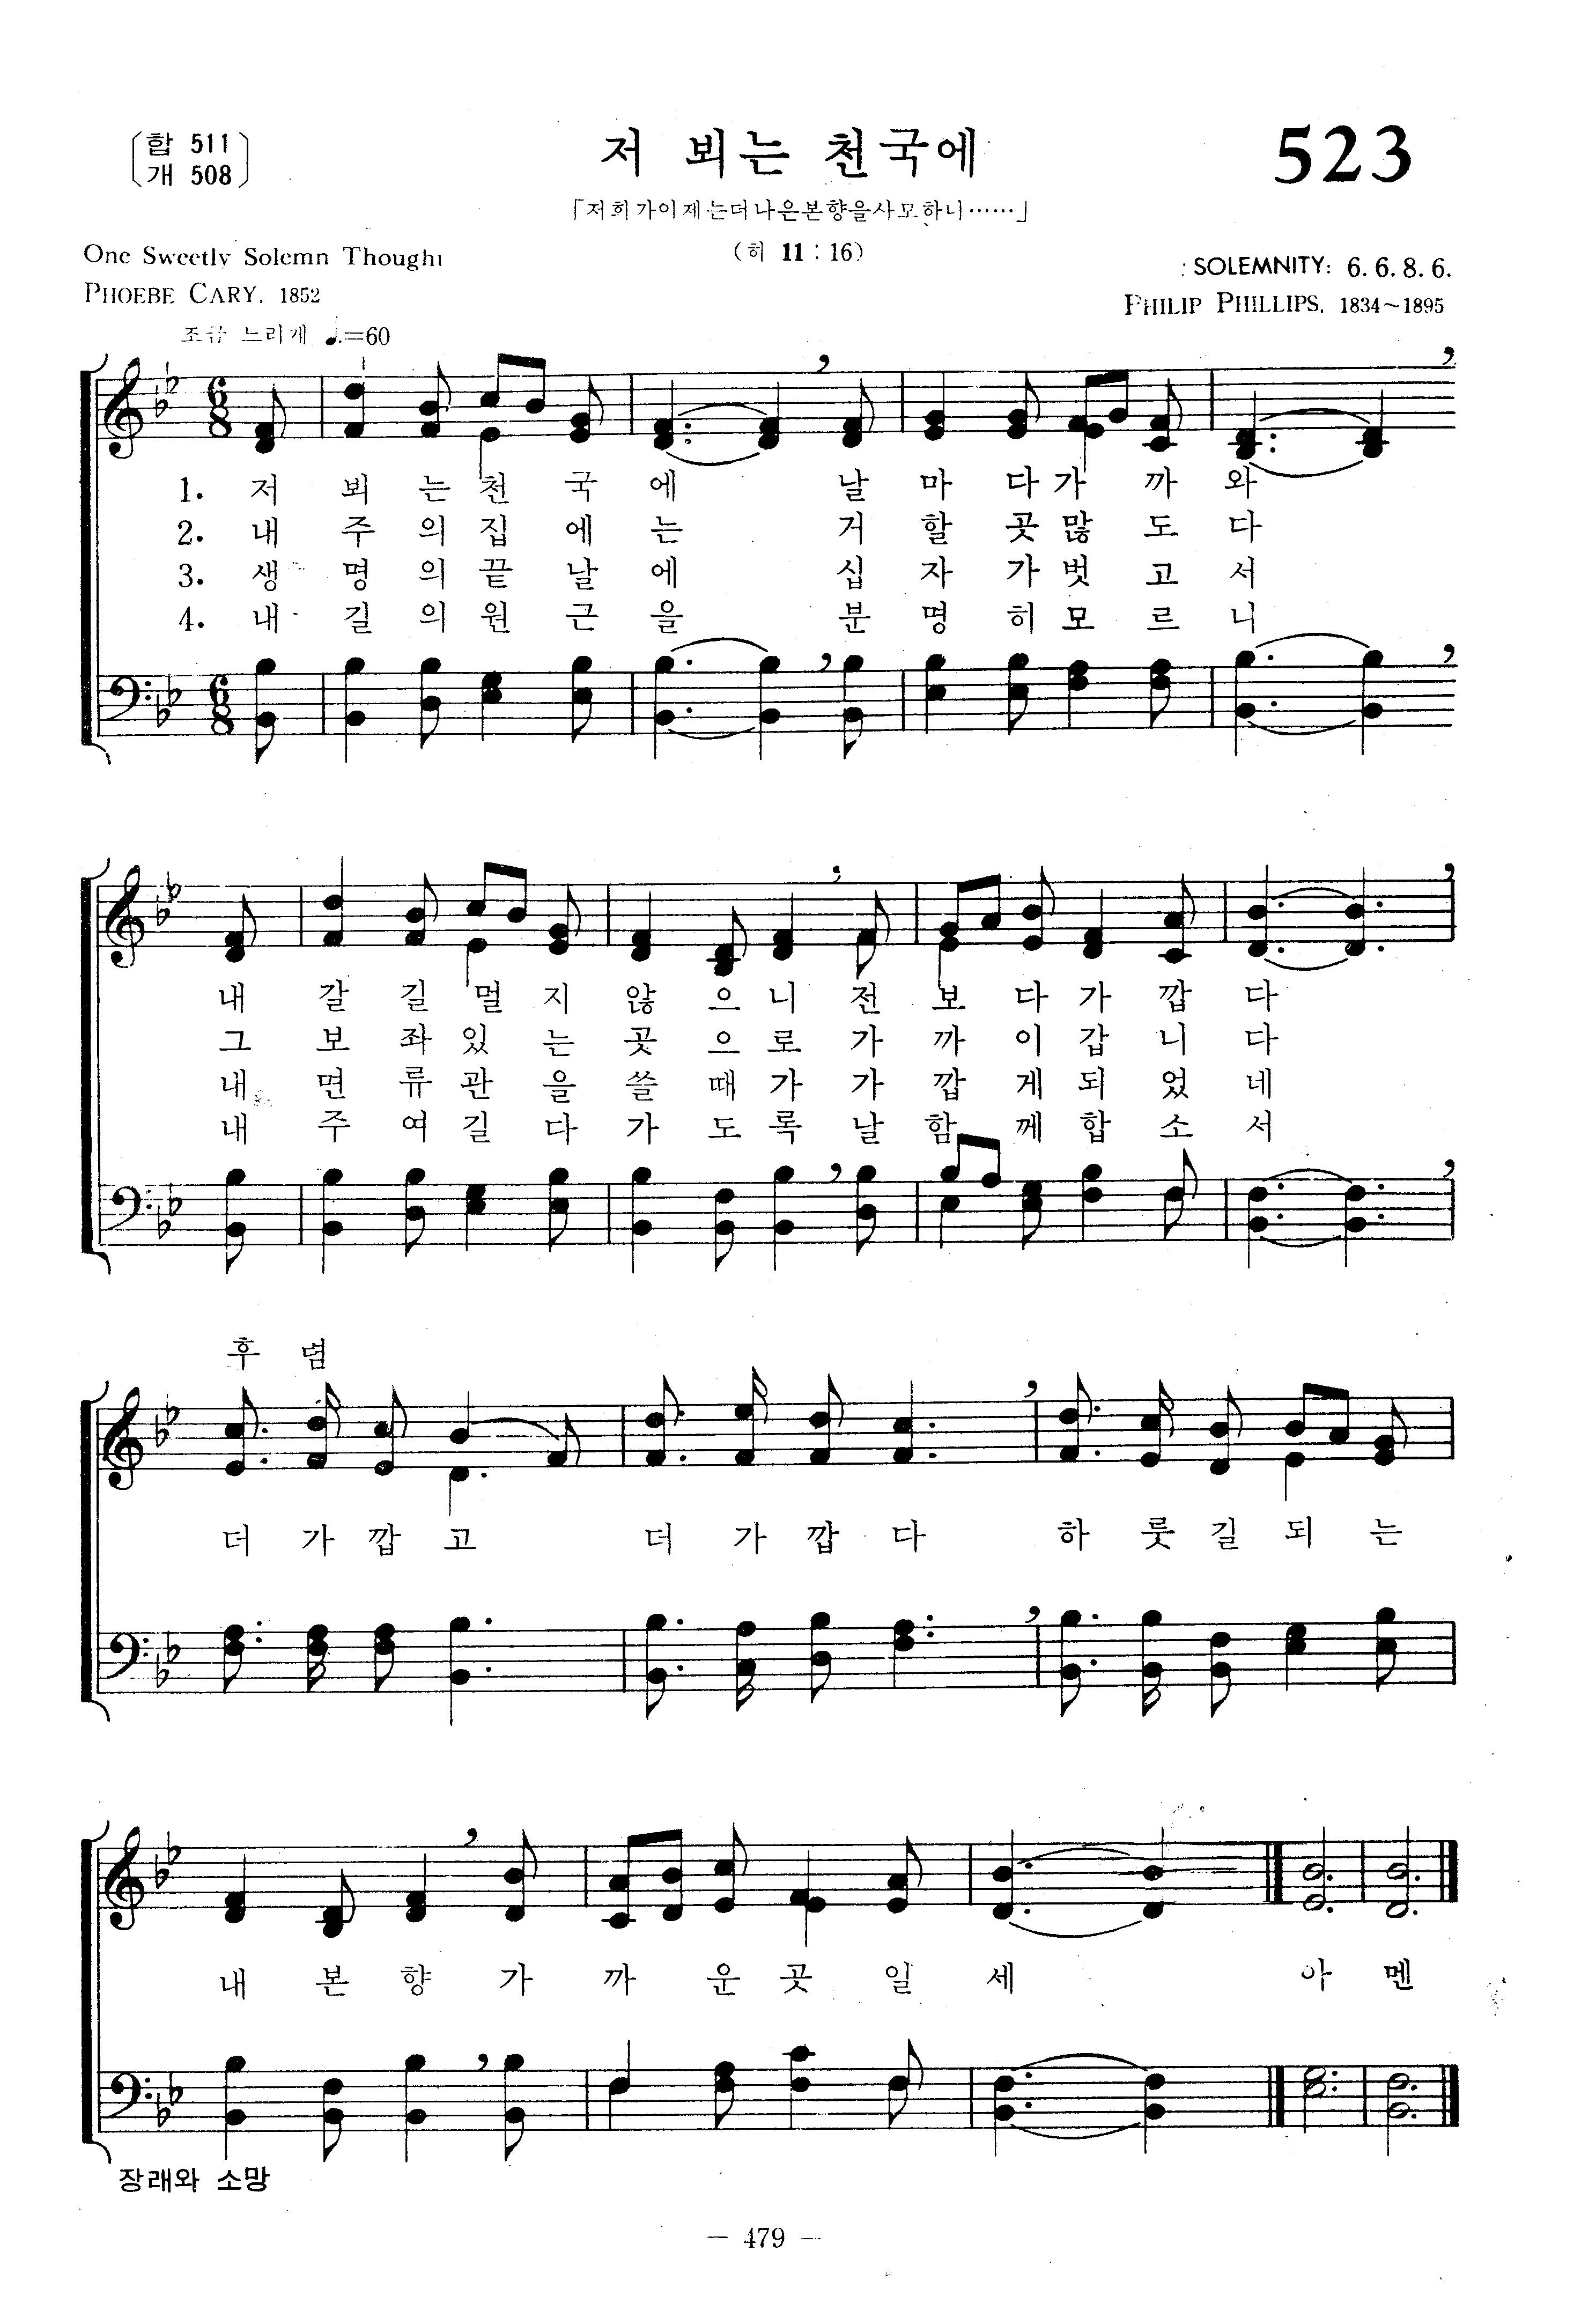 합 511
개 508
저 뵈는 천국에
523
「저희가이제는더나은본향을사모하니……」
(히 11 : 16)
One Sweetly Solemn Thought
PHOEBE CARY, 1852
SOLEMNITY: 6. 6. 8. 6.
PHILIP PHILLIPS, 1834~1895
조금 느리게 ♩.=60
1. 저 뵈 는 천 국 에 날 마 다 가 까 와
2. 내 주 의 집 에 는 거 할 곳 많 도 다
3. 생 명 의 끝 날 에 십 자 가 벗 고 서
4. 내 길 의 원 근 을 분 명 히 모 르 니
내 갈 길 멀 지 않 으 니 전 보 다 가 깝 다
그 보 좌 있 는 곳 으 로 가 까 이 갑 니 다
내 면 류 관 을 쓸 때 가 가 깝 게 되 었 네
내 주 여 길 다 가 도 록 날 함 께 합 소 서
후 렴
더 가 깝 고 더 가 깝 다 하 룻 길 되 는
내 본 향 가 까 운 곳 일 세 아 멘
장래와 소망
— 479 —